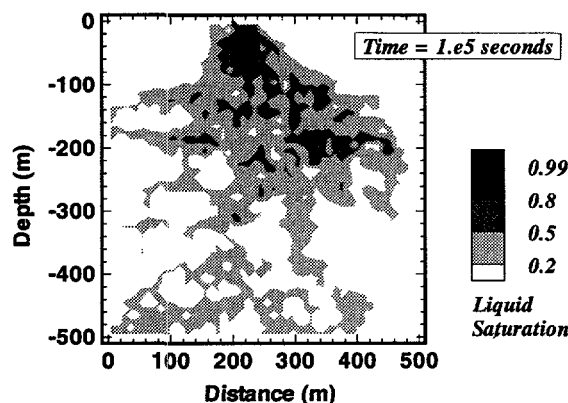 Time = 1.e5 seconds
0
-100
-200
-300
-400
-500
Depth (m)
0 100 200 300 400 500
Distance (m)
0.99
0.8
0.5
0.2
Liquid
Saturation